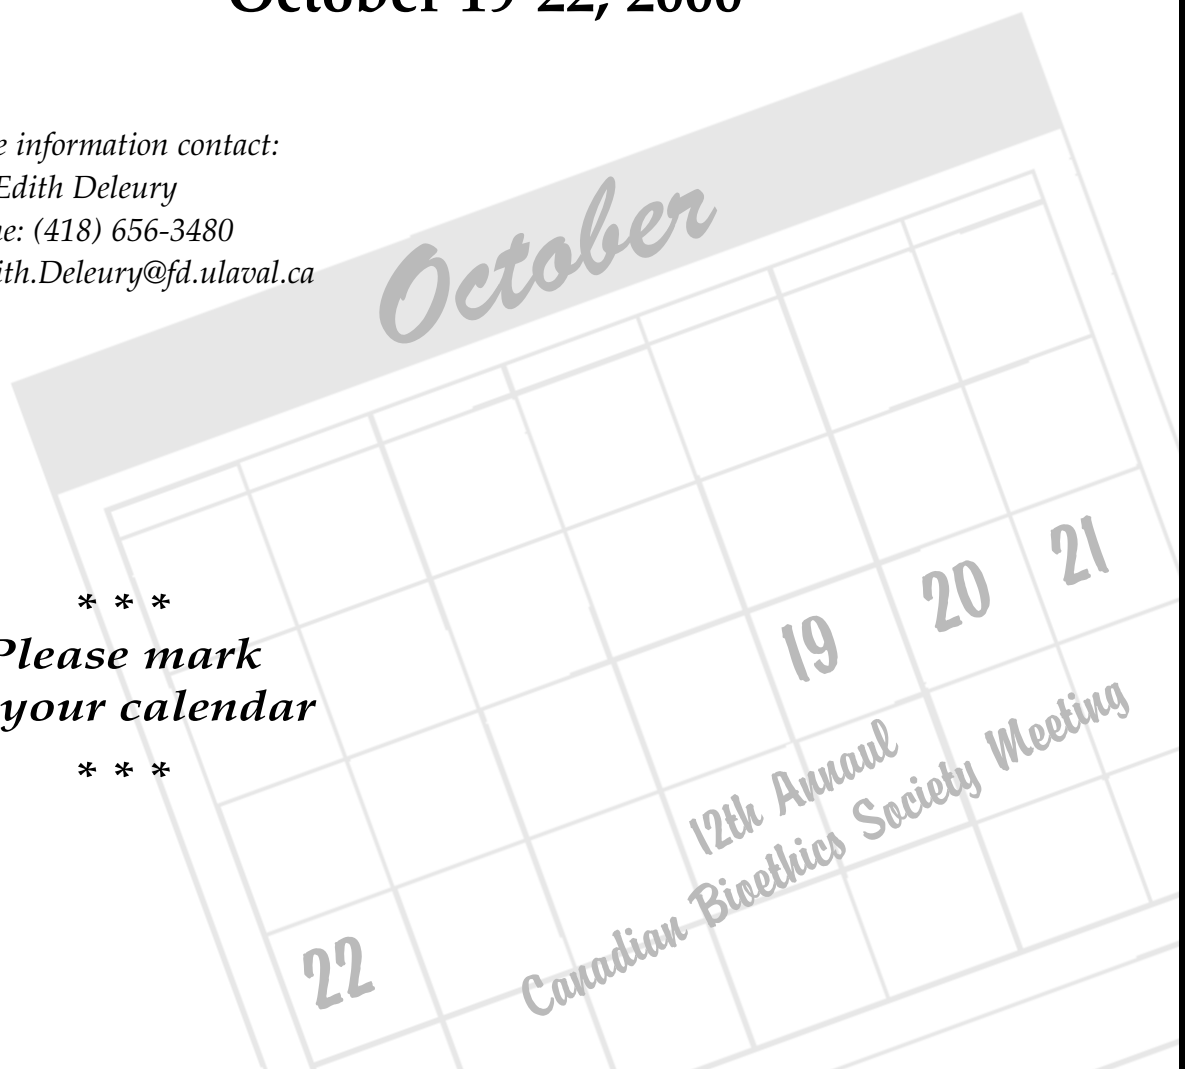 October 19-22, 2000
e information contact:
Edith Deleury
e: (418) 656-3480
ith.Deleury@fd.ulaval.ca
October
* * *
Please mark
your calendar
* * *
19
20
21
12th Annaul
Canadian Bioethics Society Meeting
22